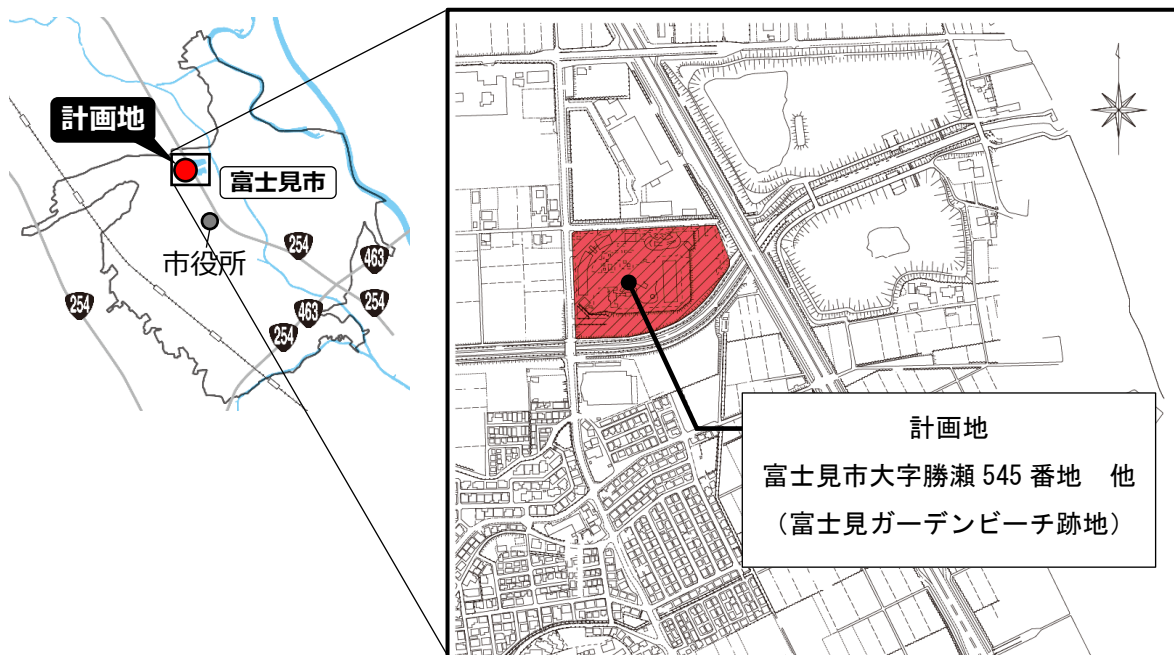 計画地
富士見市
市役所
254
463
254
254
463
254
計画地
富士見市大字勝瀬 545 番地　他
（富士見ガーデンビーチ跡地）